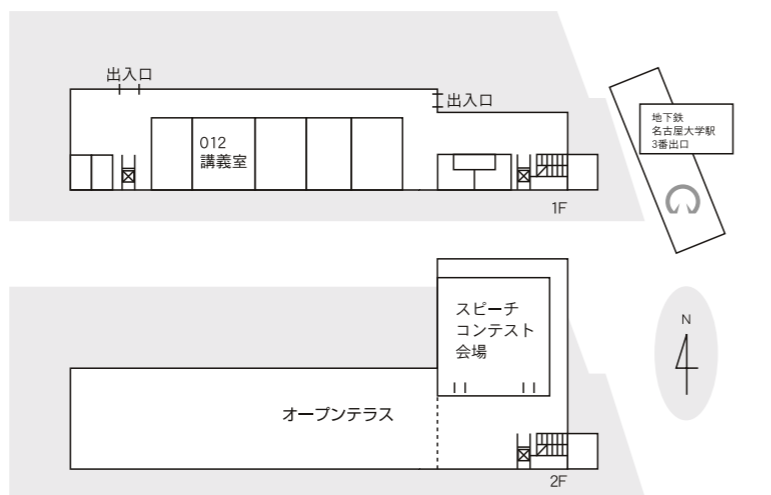 出入口
出入口
012
講義室
1F
地下鉄
名古屋大学駅
3番出口
スピーチ
コンテスト
会場
オープンテラス
2F
N